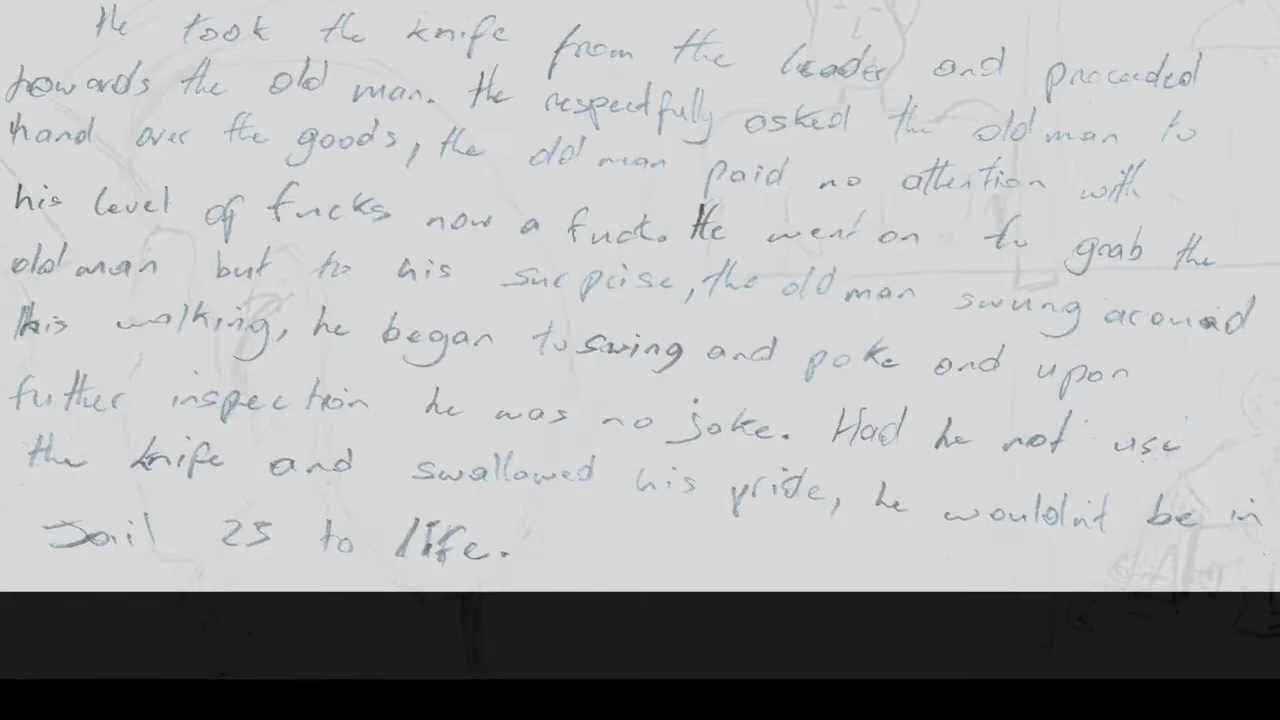 He took the knife from the leader and proceeded
towards the old man. He respectfully asked the old man to
hand over the goods, the old man paid no attention with
his level of fucks now a fuck. He went on to grab the
old man but to his surprise, the old man swung around
his walking, he began to swing and poke and upon
further inspection he was no joke. Had he not use
the knife and swallowed his pride, he wouldn't be in
Jail 25 to life.